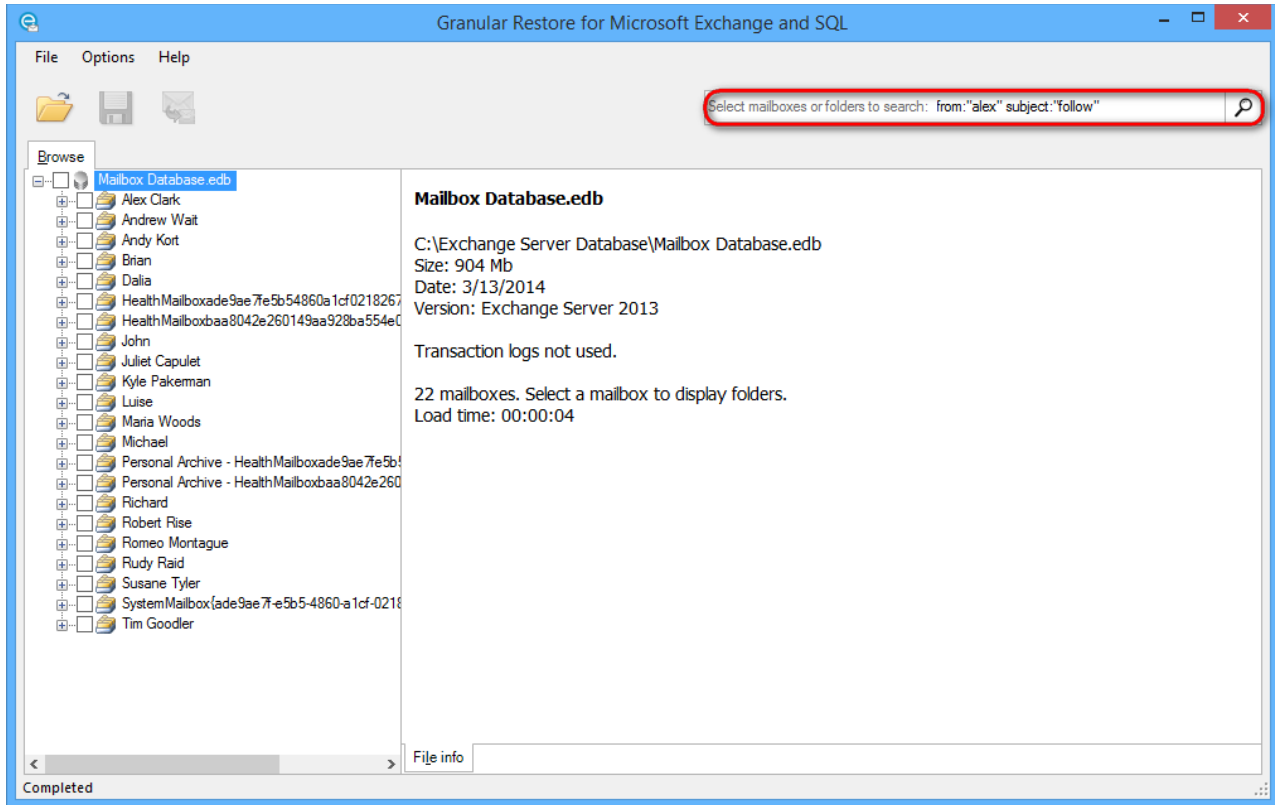 Granular Restore for Microsoft Exchange and SQL
File Options Help
Select mailboxes or folders to search: from:"alex" subject:"follow"
Browse
Mailbox Database.edb
Alex Clark
Andrew Wait
Andy Kort
Brian
Dalia
HealthMailboxade9ae7fe5b54860a1cf0218267
HealthMailboxbaa8042e260149aa928ba554e0
John
Juliet Capulet
Kyle Pakerman
Luise
Maria Woods
Michael
Personal Archive - HealthMailboxade9ae7fe5b5
Personal Archive - HealthMailboxbaa8042e260
Richard
Robert Rise
Romeo Montague
Rudy Raid
Susane Tyler
SystemMailbox{ade9ae7f-e5b5-4860-a1cf-0218
Tim Goodler
Mailbox Database.edb
C:\Exchange Server Database\Mailbox Database.edb
Size: 904 Mb
Date: 3/13/2014
Version: Exchange Server 2013
Transaction logs not used.
22 mailboxes. Select a mailbox to display folders.
Load time: 00:00:04
File info
Completed